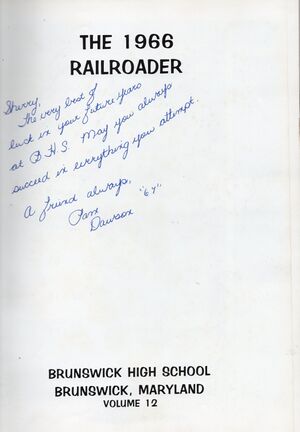 THE 1966
RAILROADER
Sherry,
The very best of
luck in your future years
at B.H.S. May you always
succeed in everything you attempt.
A friend always,
Pam "67"
Dawson
BRUNSWICK HIGH SCHOOL
BRUNSWICK, MARYLAND
VOLUME 12